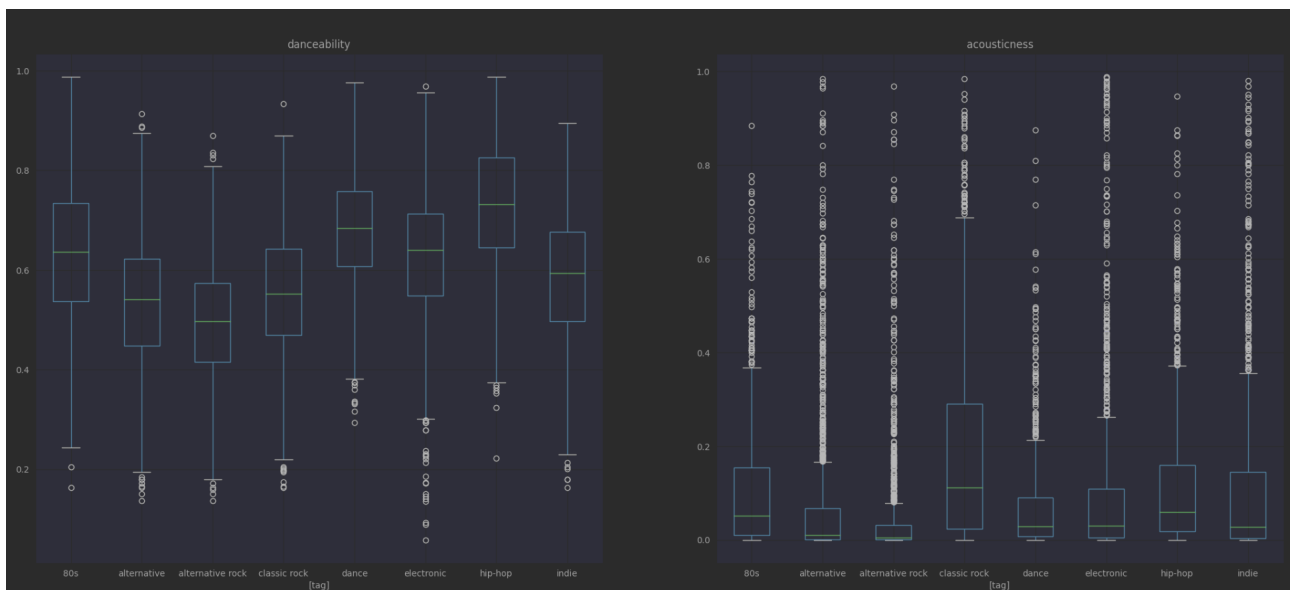 danceability
1.0
0.8
0.6
0.4
0.2
80s alternative alternative rock classic rock dance electronic hip-hop indie
[tag]
acousticness
1.0
0.8
0.6
0.4
0.2
0.0
80s alternative alternative rock classic rock dance electronic hip-hop indie
[tag]